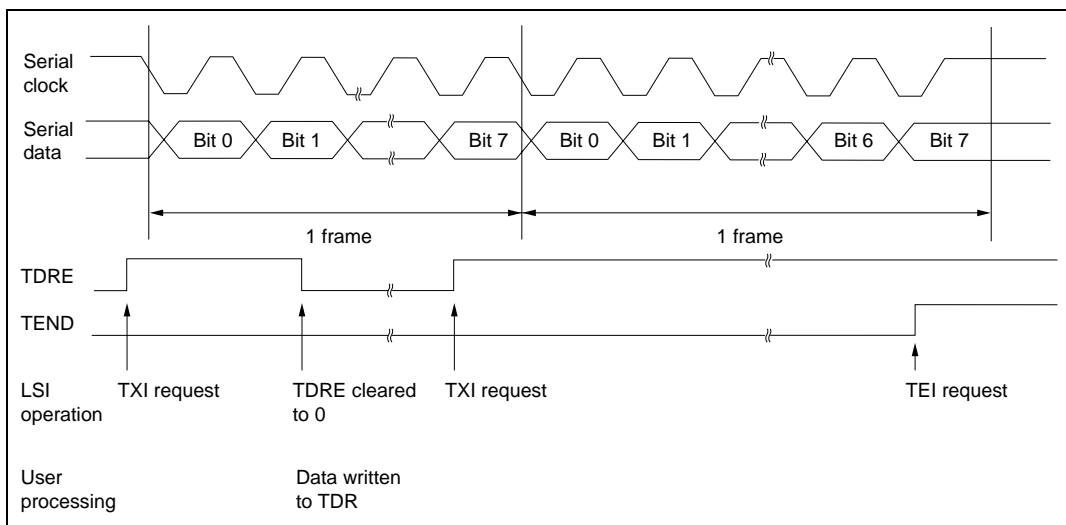 Serial
clock
Serial
data
Bit 0
Bit 1
Bit 7
Bit 0
Bit 1
Bit 6
Bit 7
1 frame
1 frame
TDRE
TEND
LSI
operation
TXI request
TDRE cleared
to 0
TXI request
TEI request
User
processing
Data written
to TDR